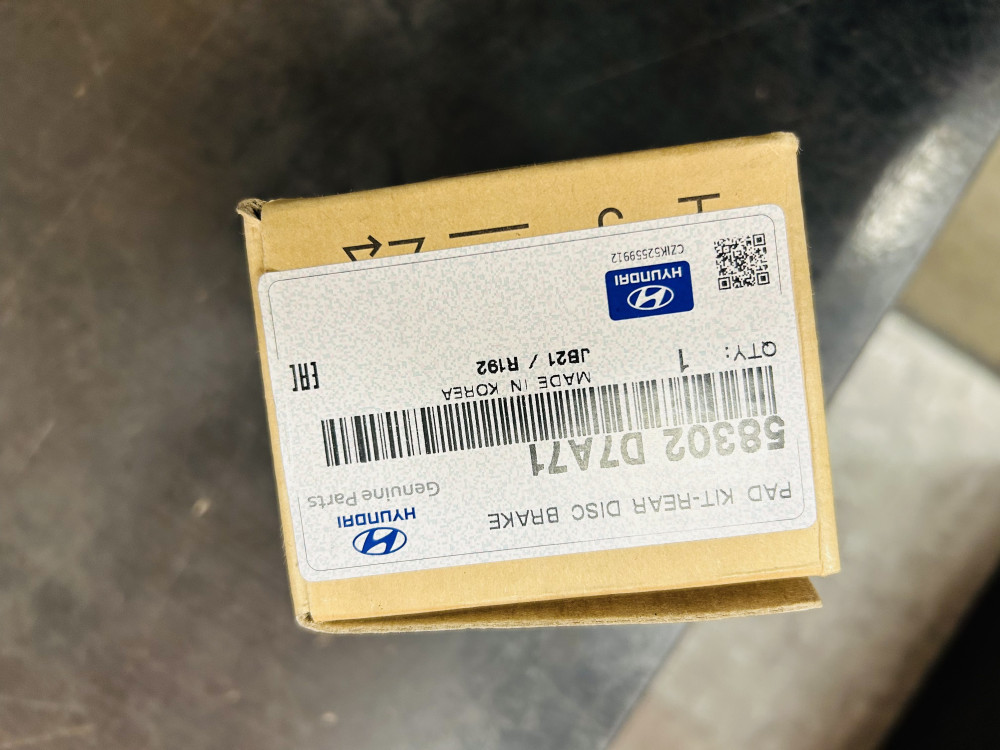 PAD KIT-REAR DISC BRAKE
HYUNDAI
Genuine Parts
58302 D7A71
MADE IN KOREA
QTY: 1
JB21 / R192
EAC
HYUNDAI
CZIK52559912